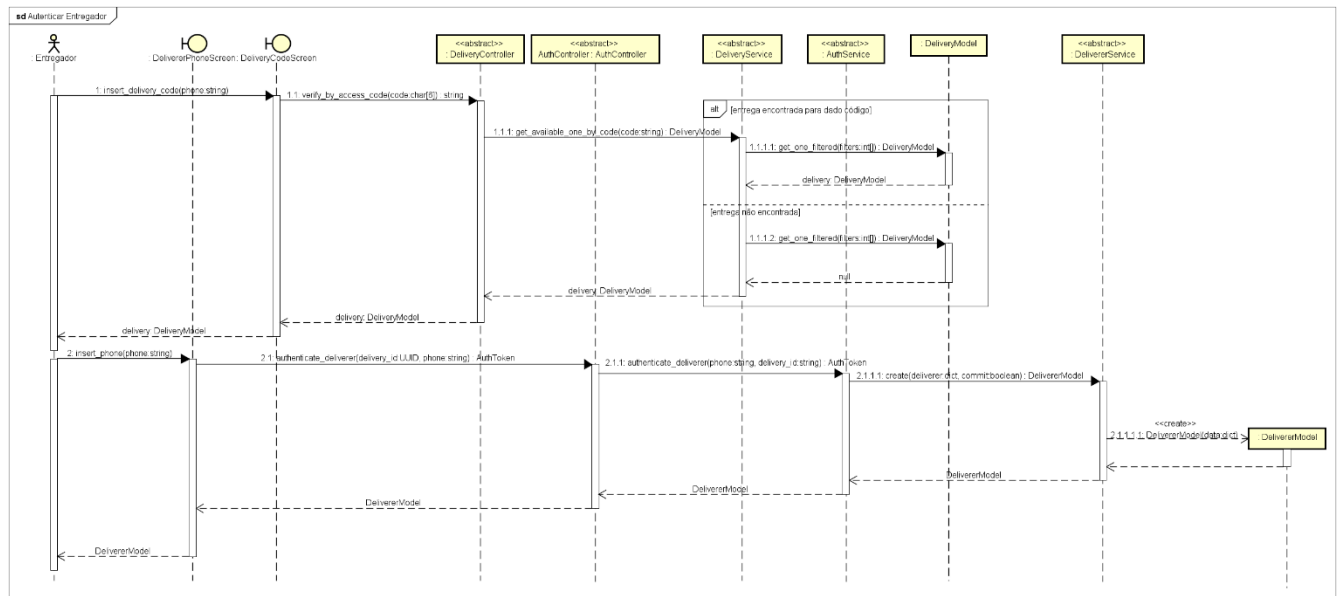 sd Autenticar Entregador
: Entregador
: DelivererPhoneScreen
: DeliveryCodeScreen
<<abstract>>
: DeliveryController
<<abstract>>
AuthController : AuthController
<<abstract>>
: DeliveryService
<<abstract>>
: AuthService
: DeliveryModel
<<abstract>>
: DelivererService
1: insert_delivery_code(phone:string)
1.1: verify_by_access_code(code:char[6]) : string
alt [entrega encontrada para dado código]
1.1.1: get_available_one_by_code(code:string) : DeliveryModel
1.1.1.1: get_one_filtered(filters:int[]) : DeliveryModel
delivery: DeliveryModel
[entrega não encontrada]
1.1.1.2: get_one_filtered(filters:int[]) : DeliveryModel
null
delivery: DeliveryModel
delivery: DeliveryModel
delivery: DeliveryModel
2: insert_phone(phone:string)
2.1: authenticate_deliverer(delivery_id:UUID, phone:string) : AuthToken
2.1.1: authenticate_deliverer(phone:string, delivery_id:string) : AuthToken
2.1.1.1: create(deliverer:dict, commit:boolean) : DelivererModel
<<create>>
2.1.1.1.1: DelivererModel(data:dict)
: DelivererModel
DelivererModel
DelivererModel
DelivererModel
DelivererModel